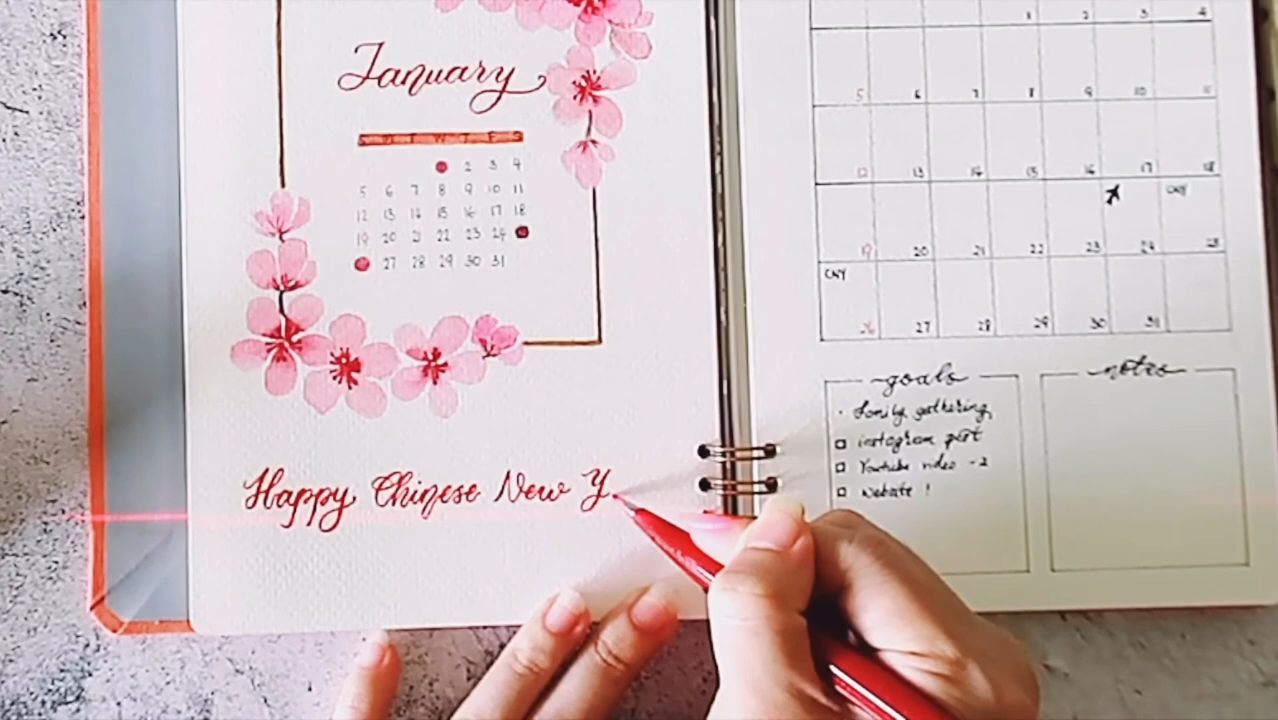 January
S M T W T F S
2 3 4
5 6 7 8 9 10 11
12 13 14 15 16 17 18
19 20 21 22 23 24
27 28 29 30 31
Happy Chinese New Y
1 2 3 4
5 6 7 8 9 10 11
12 13 14 15 16 17 18
CNY
19 20 21 22 23 24 25
CNY
26 27 28 29 30 31
goals
family gathering
instagram post
Youtube video - 2
website !
notes